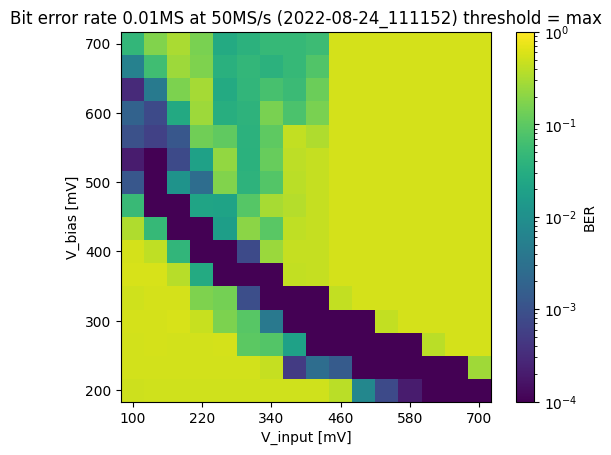 Bit error rate 0.01MS at 50MS/s (2022-08-24_111152) threshold = max
700
600
500
400
300
200
V_bias [mV]
100 220 340 460 580 700
V_input [mV]
10^0
10^-1
10^-2
10^-3
10^-4
BER